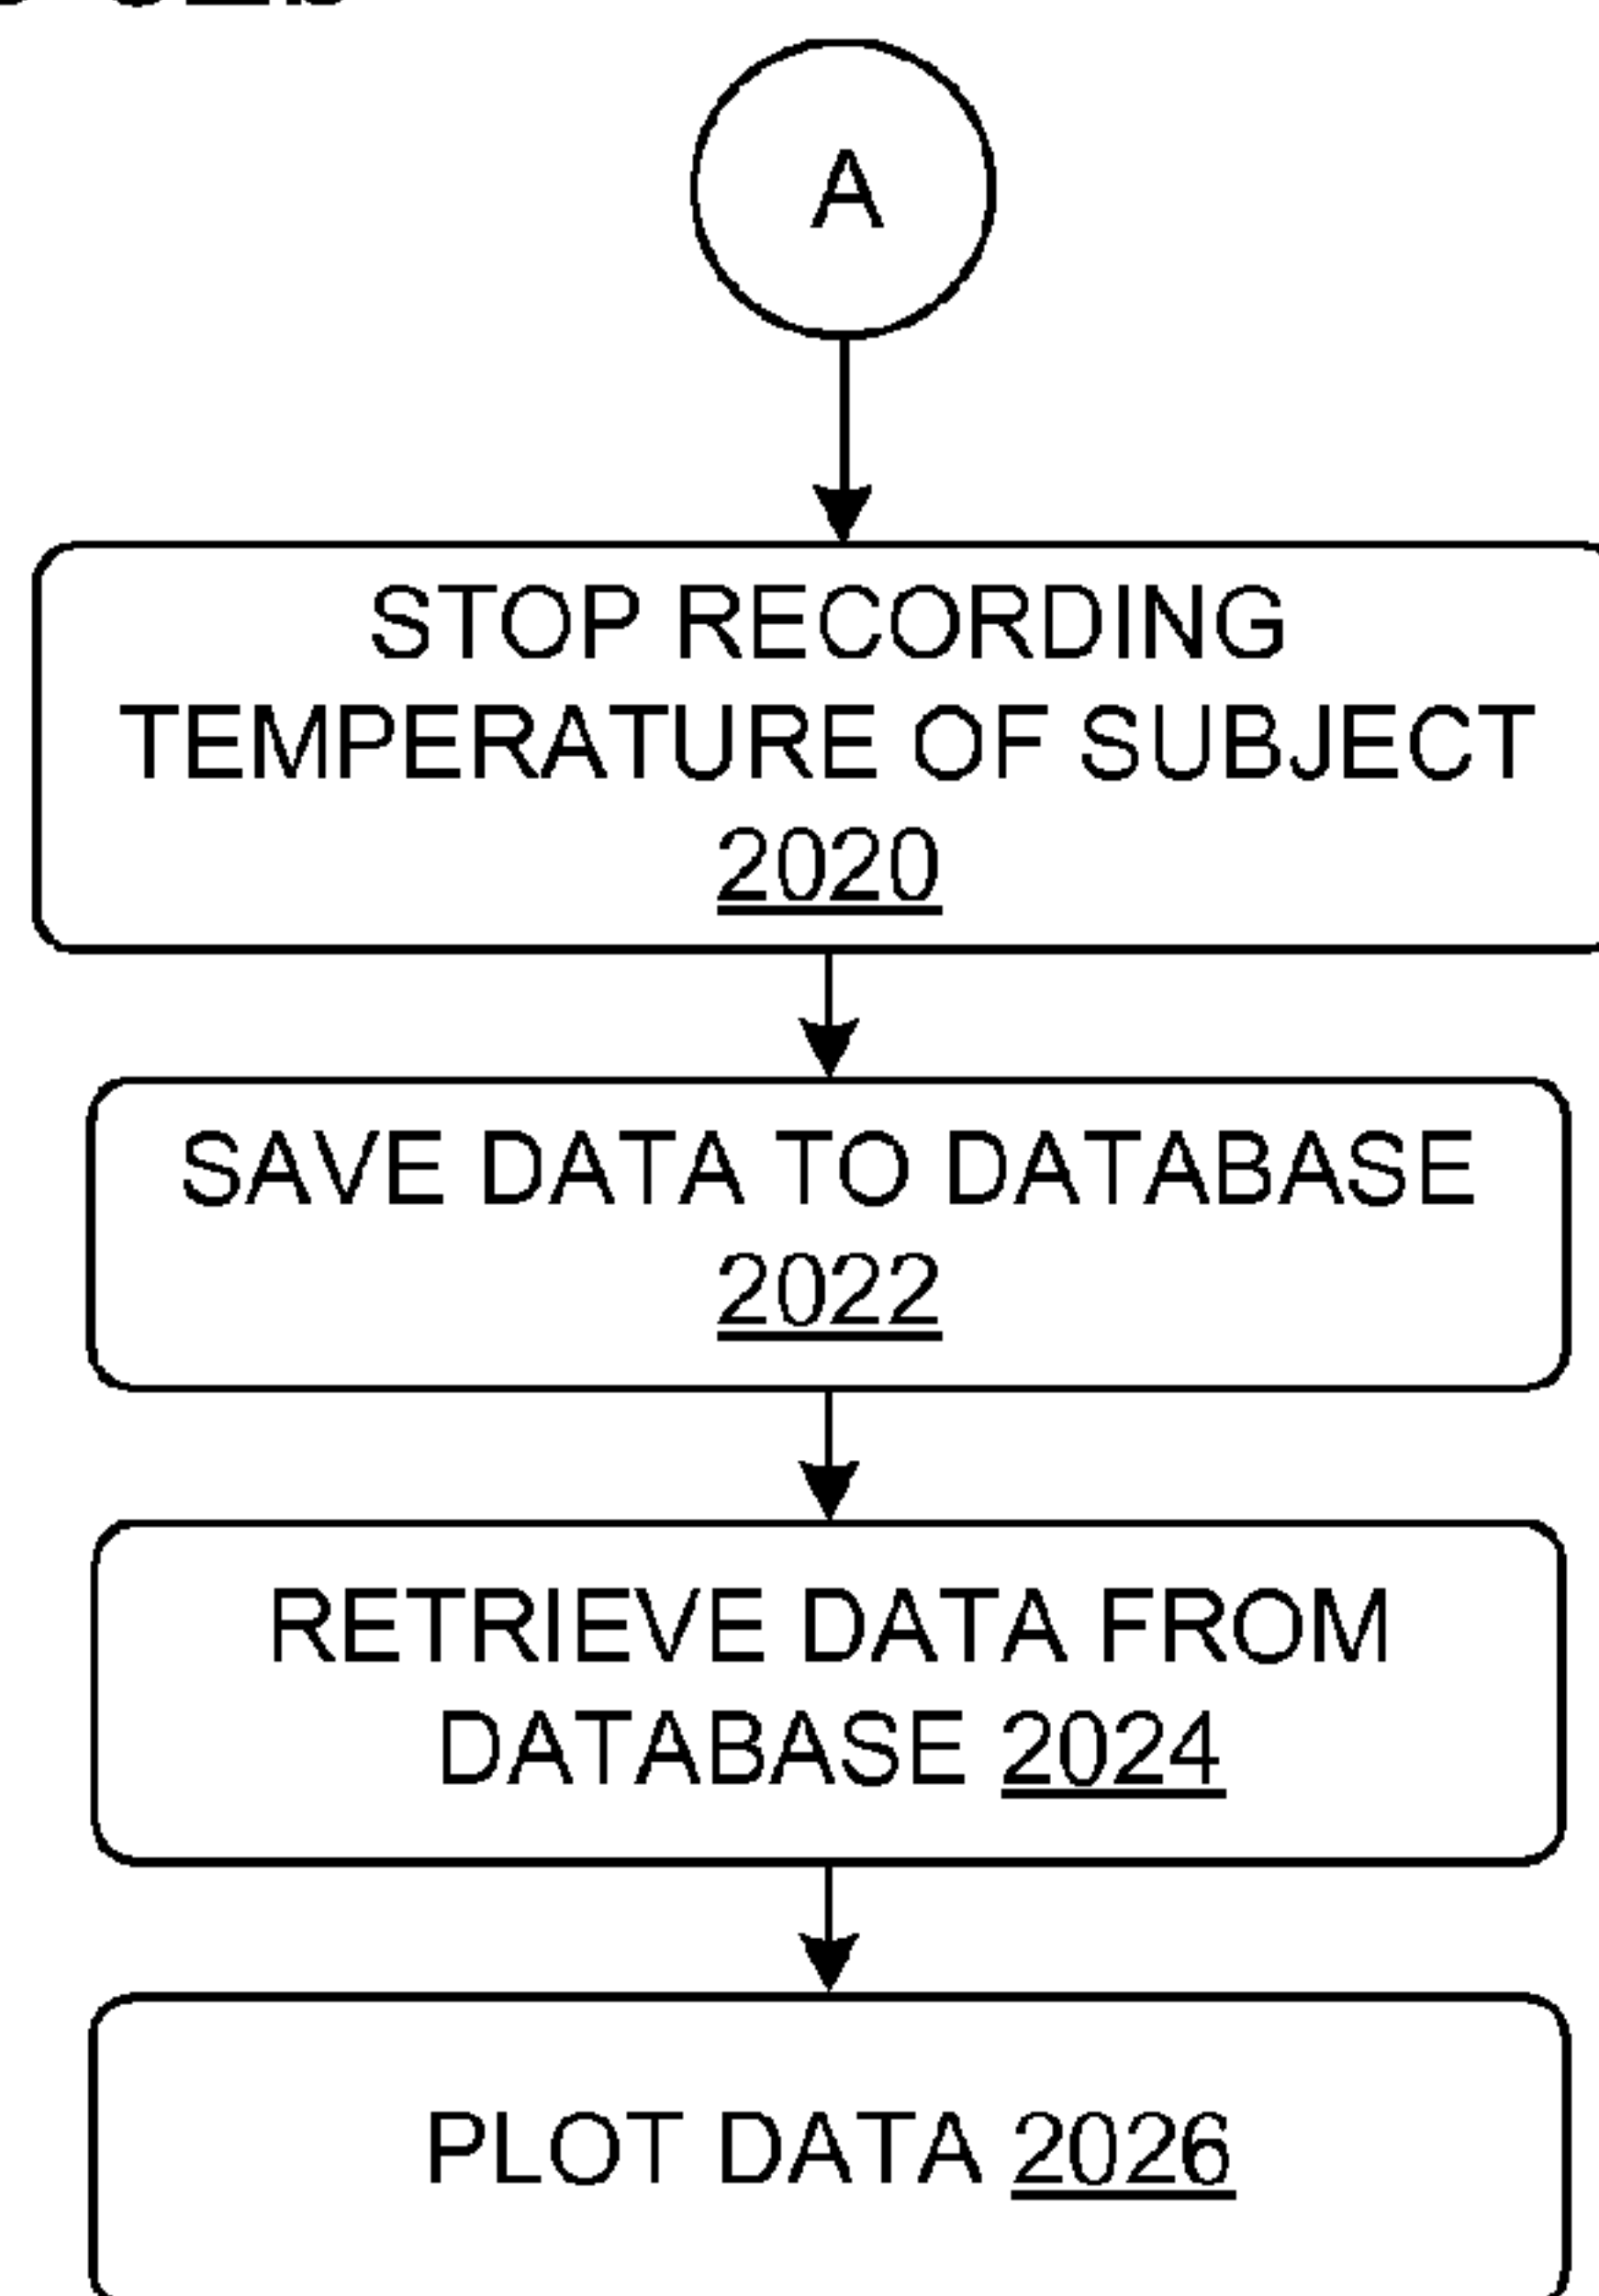 A
STOP RECORDING
TEMPERATURE OF SUBJECT
2020
SAVE DATA TO DATABASE
2022
RETRIEVE DATA FROM
DATABASE 2024
PLOT DATA 2026